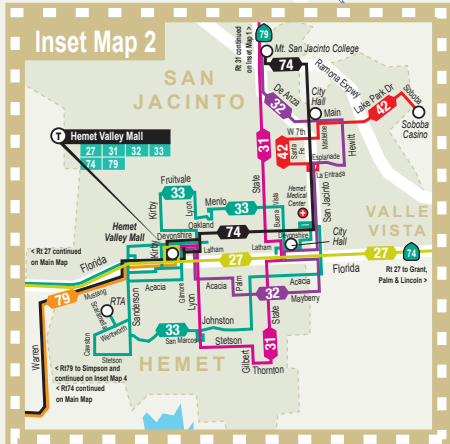 Inset Map 2
Rt 31 continued
on Inset Map 1 >
79
Mt. San Jacinto College
74
SAN
JACINTO
Ramona Expwy
De Anza
32
City
Hall
Main
Lake Park Dr
42
Soboba
Soboba
Casino
W 7th
Santa
Fe
42
Hewitt
Esplanade
La Entrada
T Hemet Valley Mall
27 31 32 33
74 79
31
State
Fruitvale
33
Kirby
Lyon
Menlo
33
Buena Vista
Hemet
Medical
Center
San Jacinto
Oakland
Hemet
Valley Mall
Devonshire
74
Devonshire
City
Hall
VALLE
VISTA
< Rt 27 continued
on Main Map
Kirby
Latham
Latham
Florida
27
27
74
Florida
Rt 27 to Grant,
Palm & Lincoln >
79
Mustang
RTA
Scaramella
Sanderson
Acacia
Gilmore
Lyon
Acacia
Palm
32
Acacia
Mayberry
Cawston
Wentworth
33
San Marcos
Johnston
State
Stetson
Stetson
31
Gilbert
Thornton
Warren
HEMET
< Rt79 to Simpson and
continued on Inset Map 4
< Rt74 continued
on Main Map